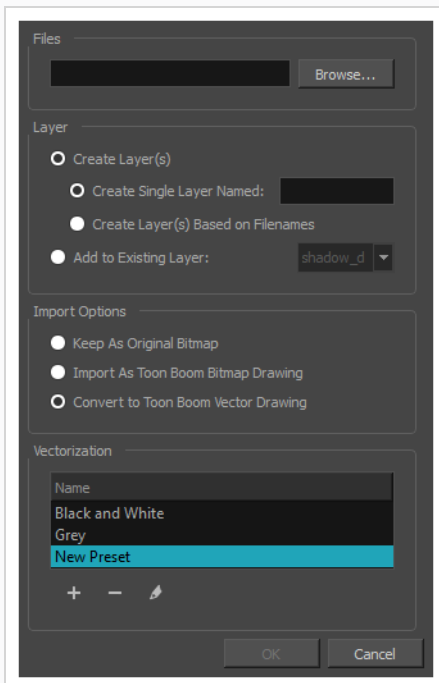 Files
Browse...
Layer
Create Layer(s)
Create Single Layer Named:
Create Layer(s) Based on Filenames
Add to Existing Layer: shadow_d
Import Options
Keep As Original Bitmap
Import As Toon Boom Bitmap Drawing
Convert to Toon Boom Vector Drawing
Vectorization
Name
Black and White
Grey
New Preset
OK Cancel